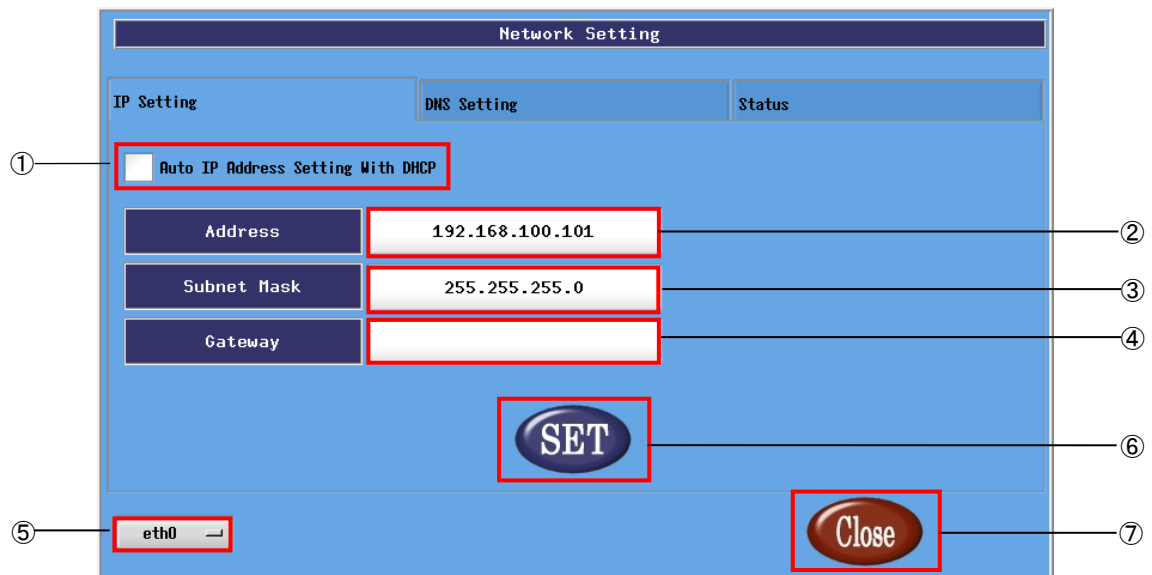 Network Setting
IP Setting
DNS Setting
Status
① Auto IP Address Setting With DHCP
Address 192.168.100.101 ②
Subnet Mask 255.255.255.0 ③
Gateway ④
SET ⑥
⑤ eth0
Close ⑦